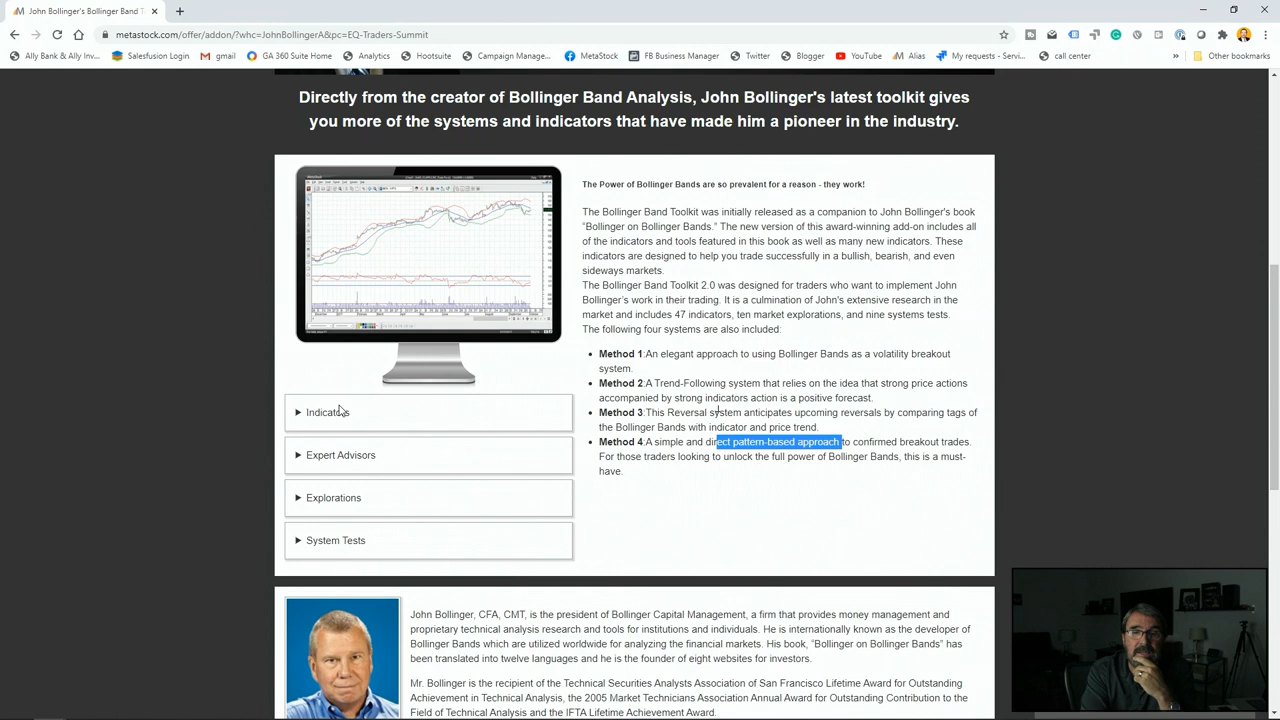 John Bollinger's Bollinger Band T
metastock.com/offer/addon/?whc=JohnBollingerA&pc=EQ-Traders-Summit
Ally Bank & Ally Inv... Salesfusion Login gmail GA 360 Suite Home Analytics Hootsuite Campaign Manage... MetaStock FB Business Manager Twitter Blogger YouTube Alias My requests - Servi... call center » Other bookmarks
Directly from the creator of Bollinger Band Analysis, John Bollinger's latest toolkit gives
you more of the systems and indicators that have made him a pioneer in the industry.
The Power of Bollinger Bands are so prevalent for a reason - they work!
The Bollinger Band Toolkit was initially released as a companion to John Bollinger's book
"Bollinger on Bollinger Bands." The new version of this award-winning add-on includes all
of the indicators and tools featured in this book as well as many new indicators. These
indicators are designed to help you trade successfully in a bullish, bearish, and even
sideways markets.
The Bollinger Band Toolkit 2.0 was designed for traders who want to implement John
Bollinger's work in their trading. It is a culmination of John's extensive research in the
market and includes 47 indicators, ten market explorations, and nine systems tests.
The following four systems are also included:
Method 1:An elegant approach to using Bollinger Bands as a volatility breakout
system.
Method 2:A Trend-Following system that relies on the idea that strong price actions
accompanied by strong indicators action is a positive forecast.
Method 3:This Reversal system anticipates upcoming reversals by comparing tags of
the Bollinger Bands with indicator and price trend.
Method 4:A simple and direct pattern-based approach to confirmed breakout trades.
For those traders looking to unlock the full power of Bollinger Bands, this is a must-
have.
Indicators
Expert Advisors
Explorations
System Tests
John Bollinger, CFA, CMT, is the president of Bollinger Capital Management, a firm that provides money management and
proprietary technical analysis research and tools for institutions and individuals. He is internationally known as the developer of
Bollinger Bands which are utilized worldwide for analyzing the financial markets. His book, "Bollinger on Bollinger Bands" has
been translated into twelve languages and he is the founder of eight websites for investors.
Mr. Bollinger is the recipient of the Technical Securities Analysts Association of San Francisco Lifetime Award for Outstanding
Achievement in Technical Analysis, the 2005 Market Technicians Association Annual Award for Outstanding Contribution to the
Field of Technical Analysis and the IFTA Lifetime Achievement Award.